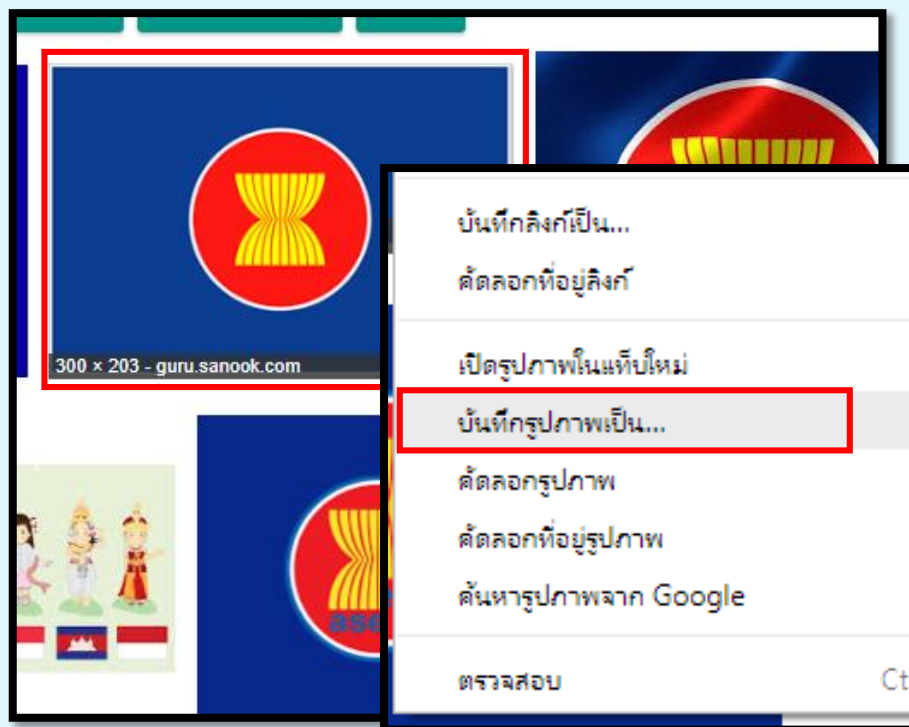 300 × 203 - guru.sanook.com
บันทึกลิงก์เป็น...
คัดลอกที่อยู่ลิงก์
เปิดรูปภาพในแท็บใหม่
บันทึกรูปภาพเป็น...
คัดลอกรูปภาพ
คัดลอกที่อยู่รูปภาพ
ค้นหารูปภาพจาก Google
ตรวจสอบ